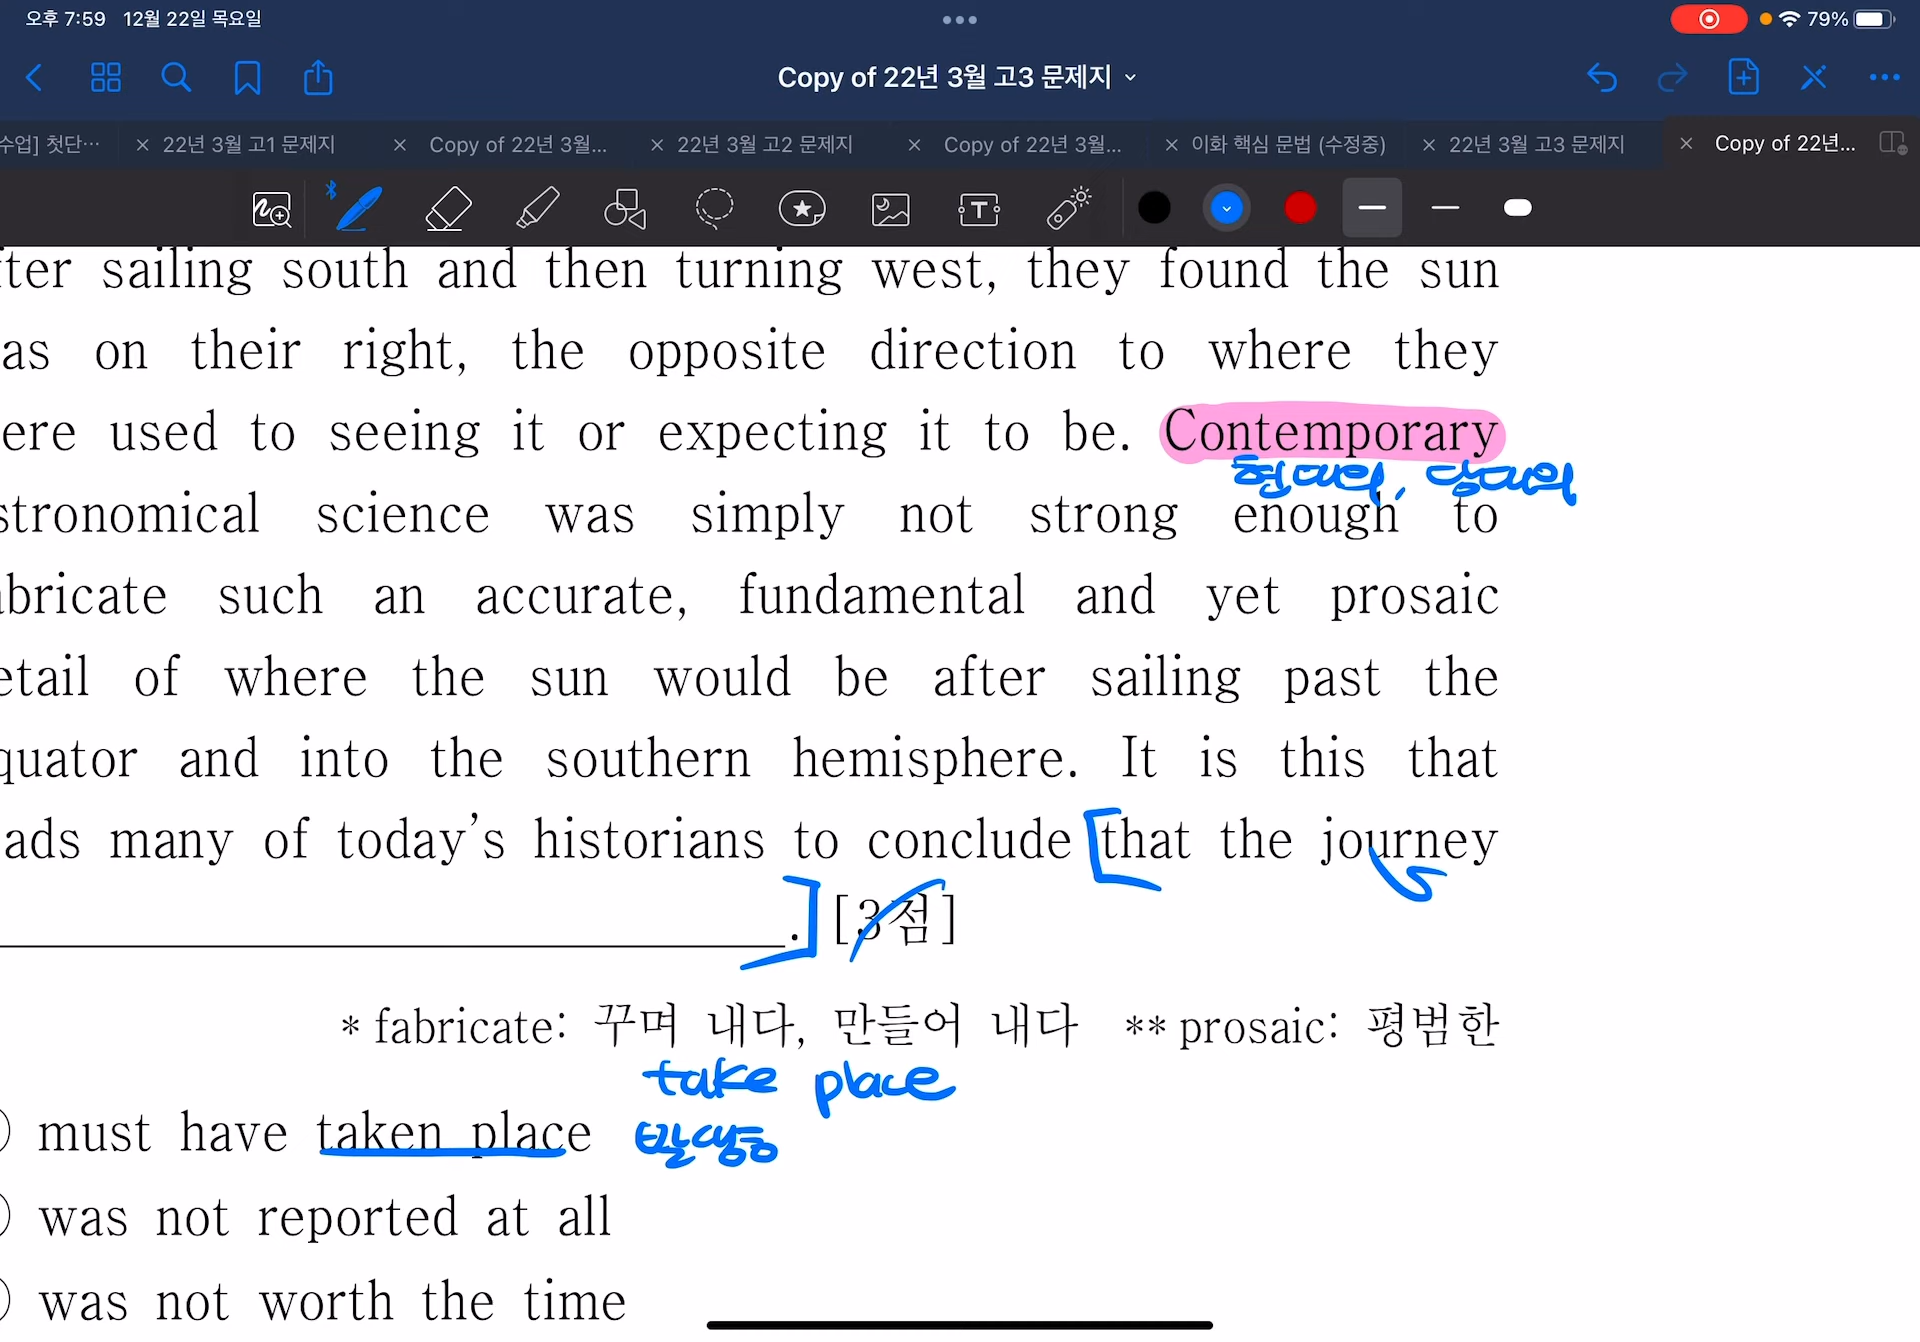 오후 7:59 12월 22일 목요일
79%
Copy of 22년 3월 고3 문제지
수업] 첫단…
22년 3월 고1 문제지
Copy of 22년 3월...
22년 3월 고2 문제지
Copy of 22년 3월...
이화 핵심 문법 (수정중)
22년 3월 고3 문제지
Copy of 22년...
ter sailing south and then turning west, they found the sun
as on their right, the opposite direction to where they
ere used to seeing it or expecting it to be. Contemporary
현대의, 당대의
stronomical science was simply not strong enough to
abricate such an accurate, fundamental and yet prosaic
etail of where the sun would be after sailing past the
quator and into the southern hemisphere. It is this that
ads many of today's historians to conclude [that the journey
S
.] [3점]
* fabricate: 꾸며 내다, 만들어 내다 ** prosaic: 평범한
take place
must have taken place 발생
was not reported at all
was not worth the time